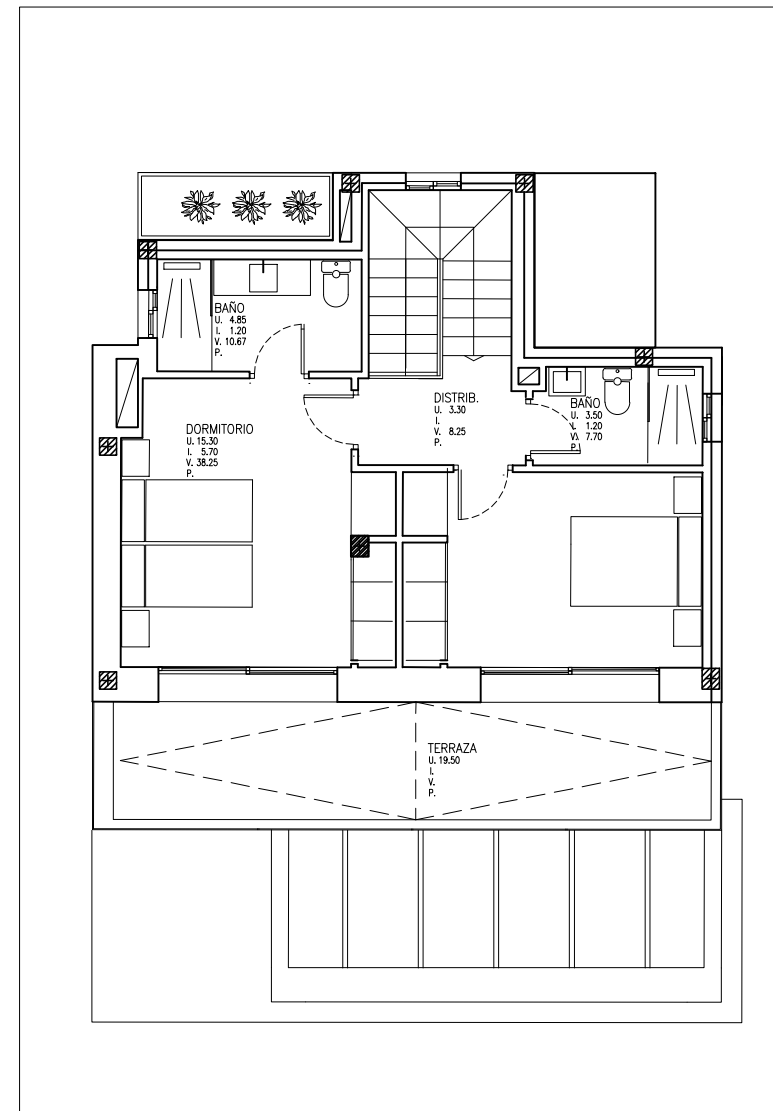 BAÑO
U. 4.85
I. 1.20
V. 10.67
P.
DISTRIB.
U. 3.30
I.
V. 8.25
P.
BAÑO
U. 3.50
I. 1.20
V. 7.70
P.
DORMITORIO
U. 15.30
I. 5.70
V. 38.25
P.
TERRAZA
U. 19.50
I.
V.
P.